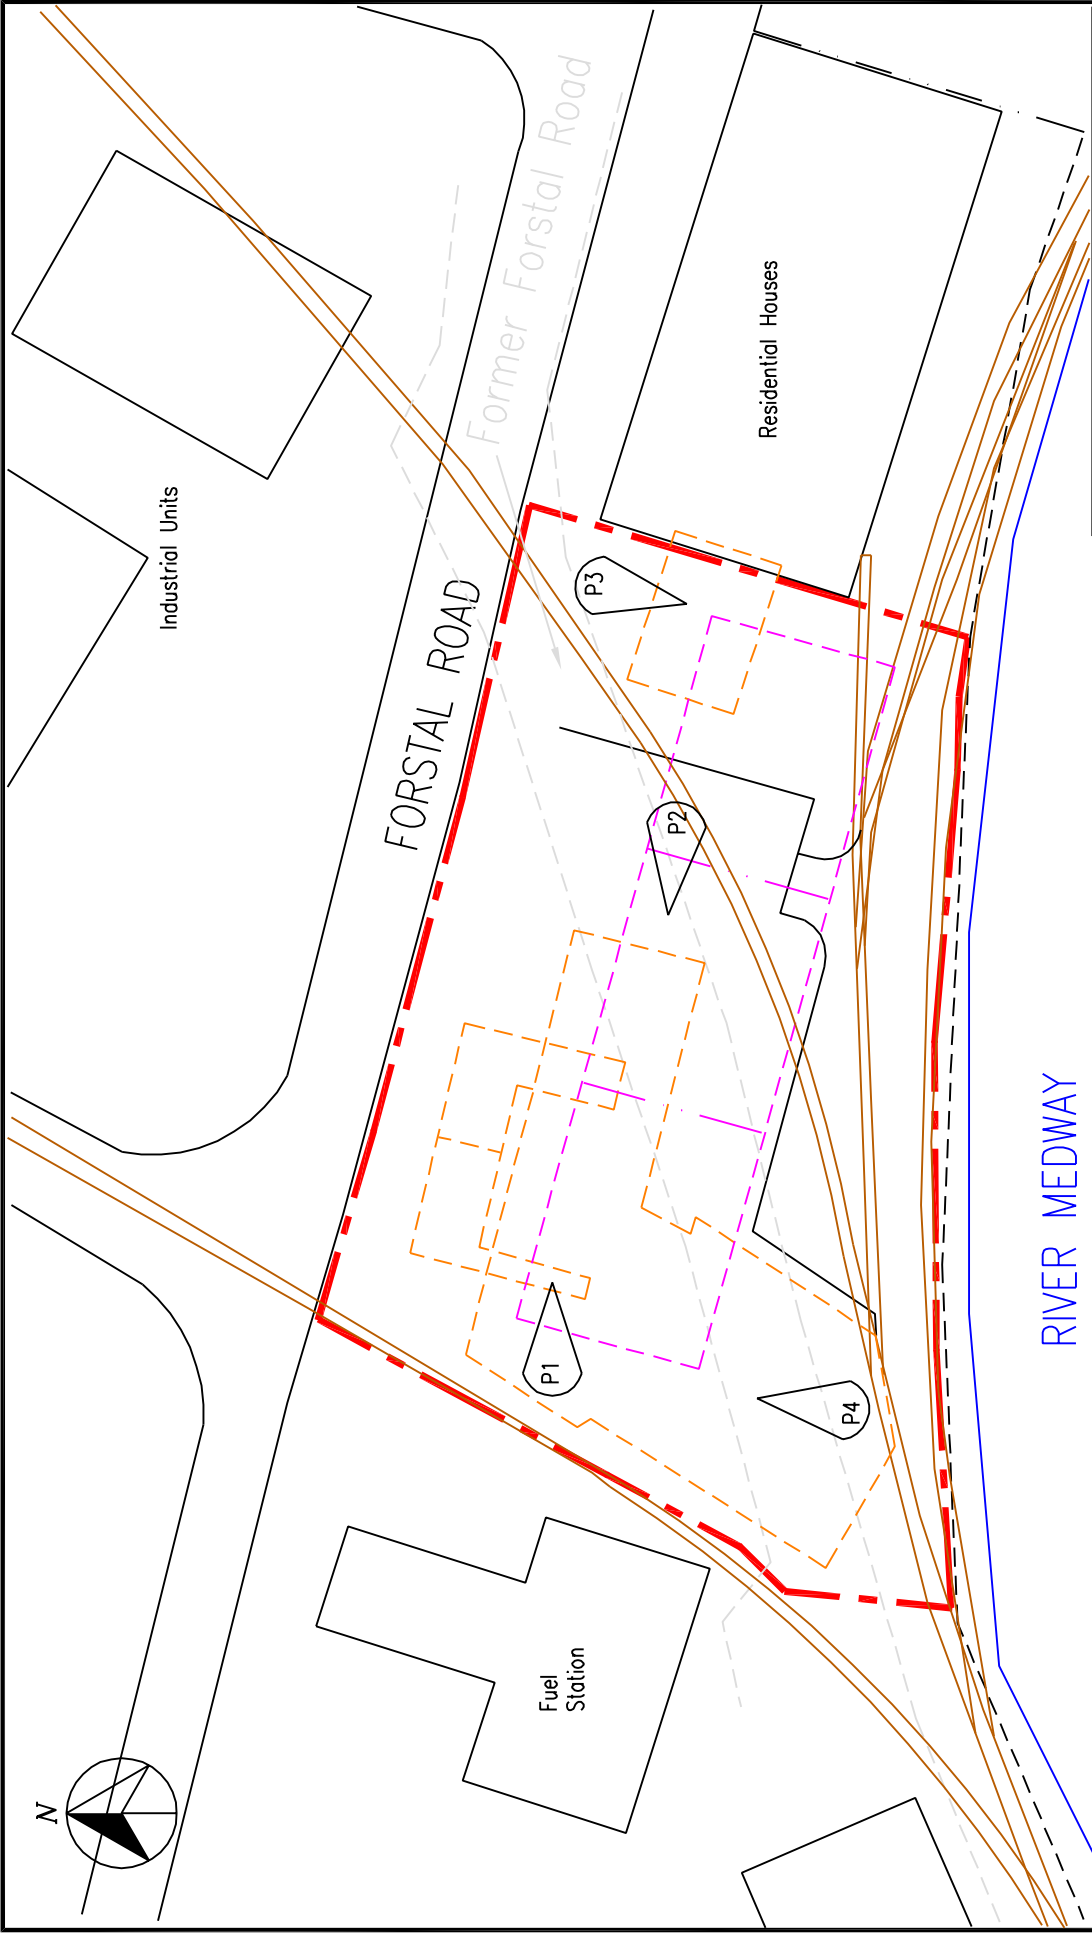 N
Industrial Units
FORSTAL ROAD
Former Forstal Road
Residential Houses
P1
P2
P3
P4
Fuel
Station
RIVER MEDWAY